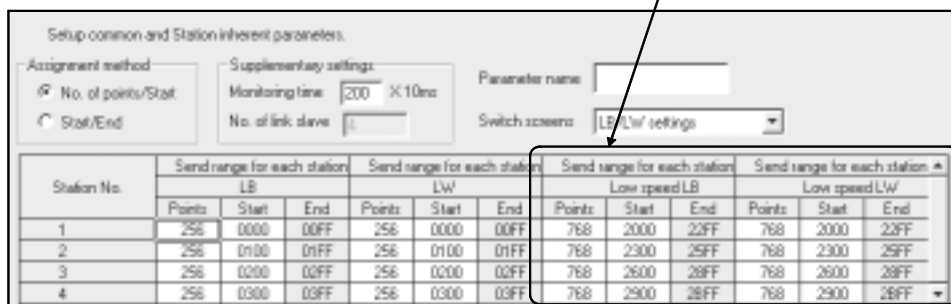 Setup common and Station inherent parameters.
Assignment method
No. of points/Start
Start/End
Supplementary settings
Monitoring time 200 X10ms
No. of link slave 4
Parameter name
Switch screens LB/LW settings
Station No. Send range for each station Send range for each station Send range for each station Send range for each station
LB LW Low speed LB Low speed LW
Points Start End Points Start End Points Start End Points Start End
1 256 0000 00FF 256 0000 00FF 768 2000 22FF 768 2000 22FF
2 256 0100 01FF 256 0100 01FF 768 2300 25FF 768 2300 25FF
3 256 0200 02FF 256 0200 02FF 768 2600 28FF 768 2600 28FF
4 256 0300 03FF 256 0300 03FF 768 2900 2BFF 768 2900 2BFF